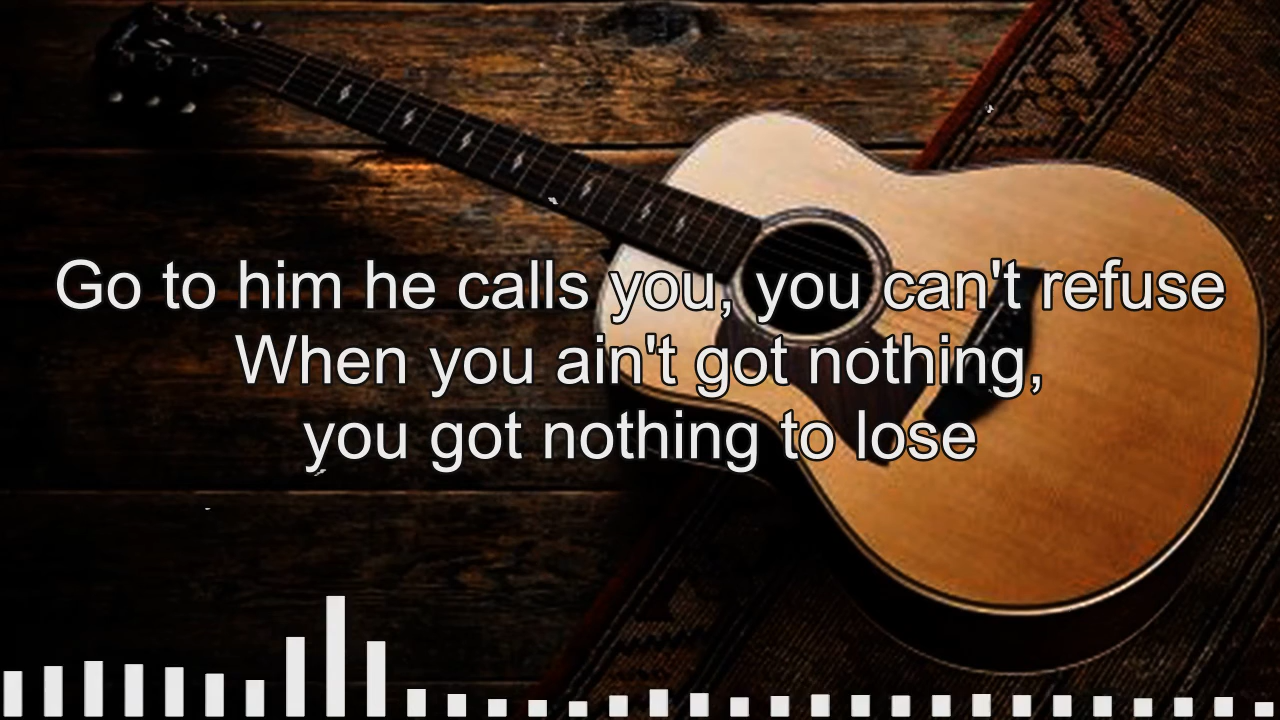 Go to him he calls you, you can't refuse
When you ain't got nothing,
you got nothing to lose